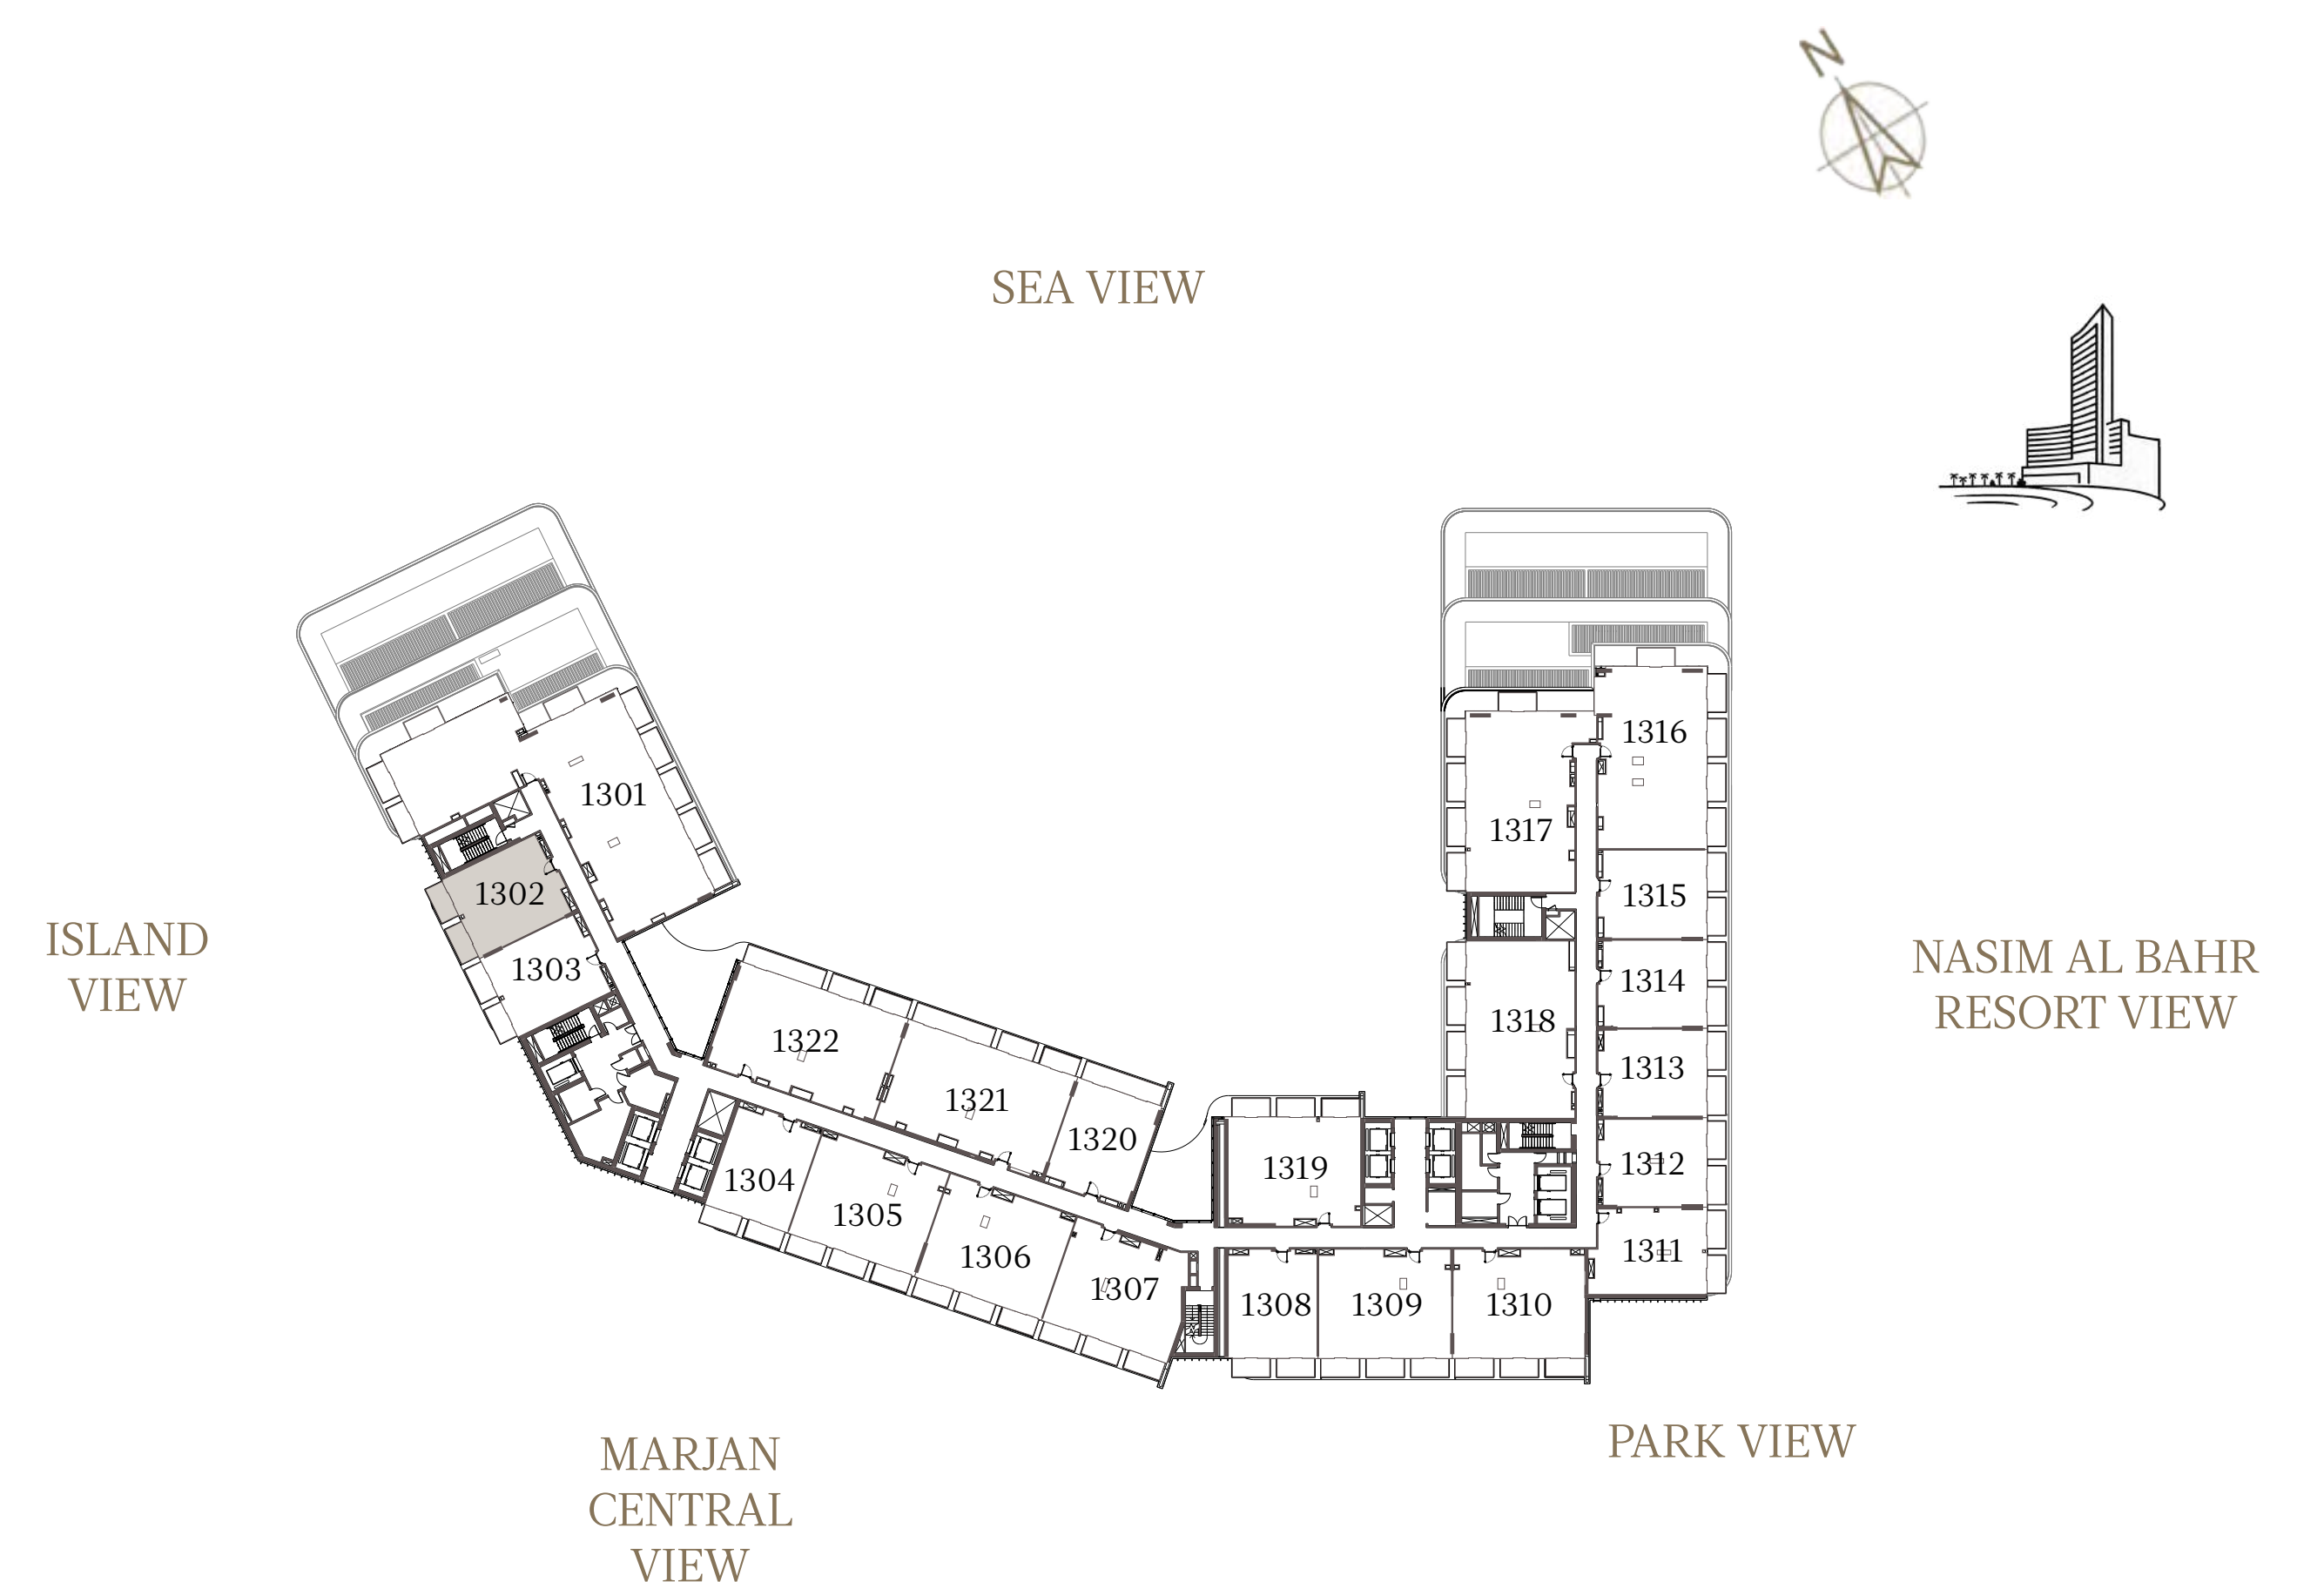 N
SEA VIEW
1301
1316
1317
1302
1315
ISLAND
VIEW
1303
NASIM AL BAHR
RESORT VIEW
1314
1318
1322
1313
1321
1320
1312
1319
1304
1305
1306
1311
1307
1308
1309
1310
PARK VIEW
MARJAN
CENTRAL
VIEW